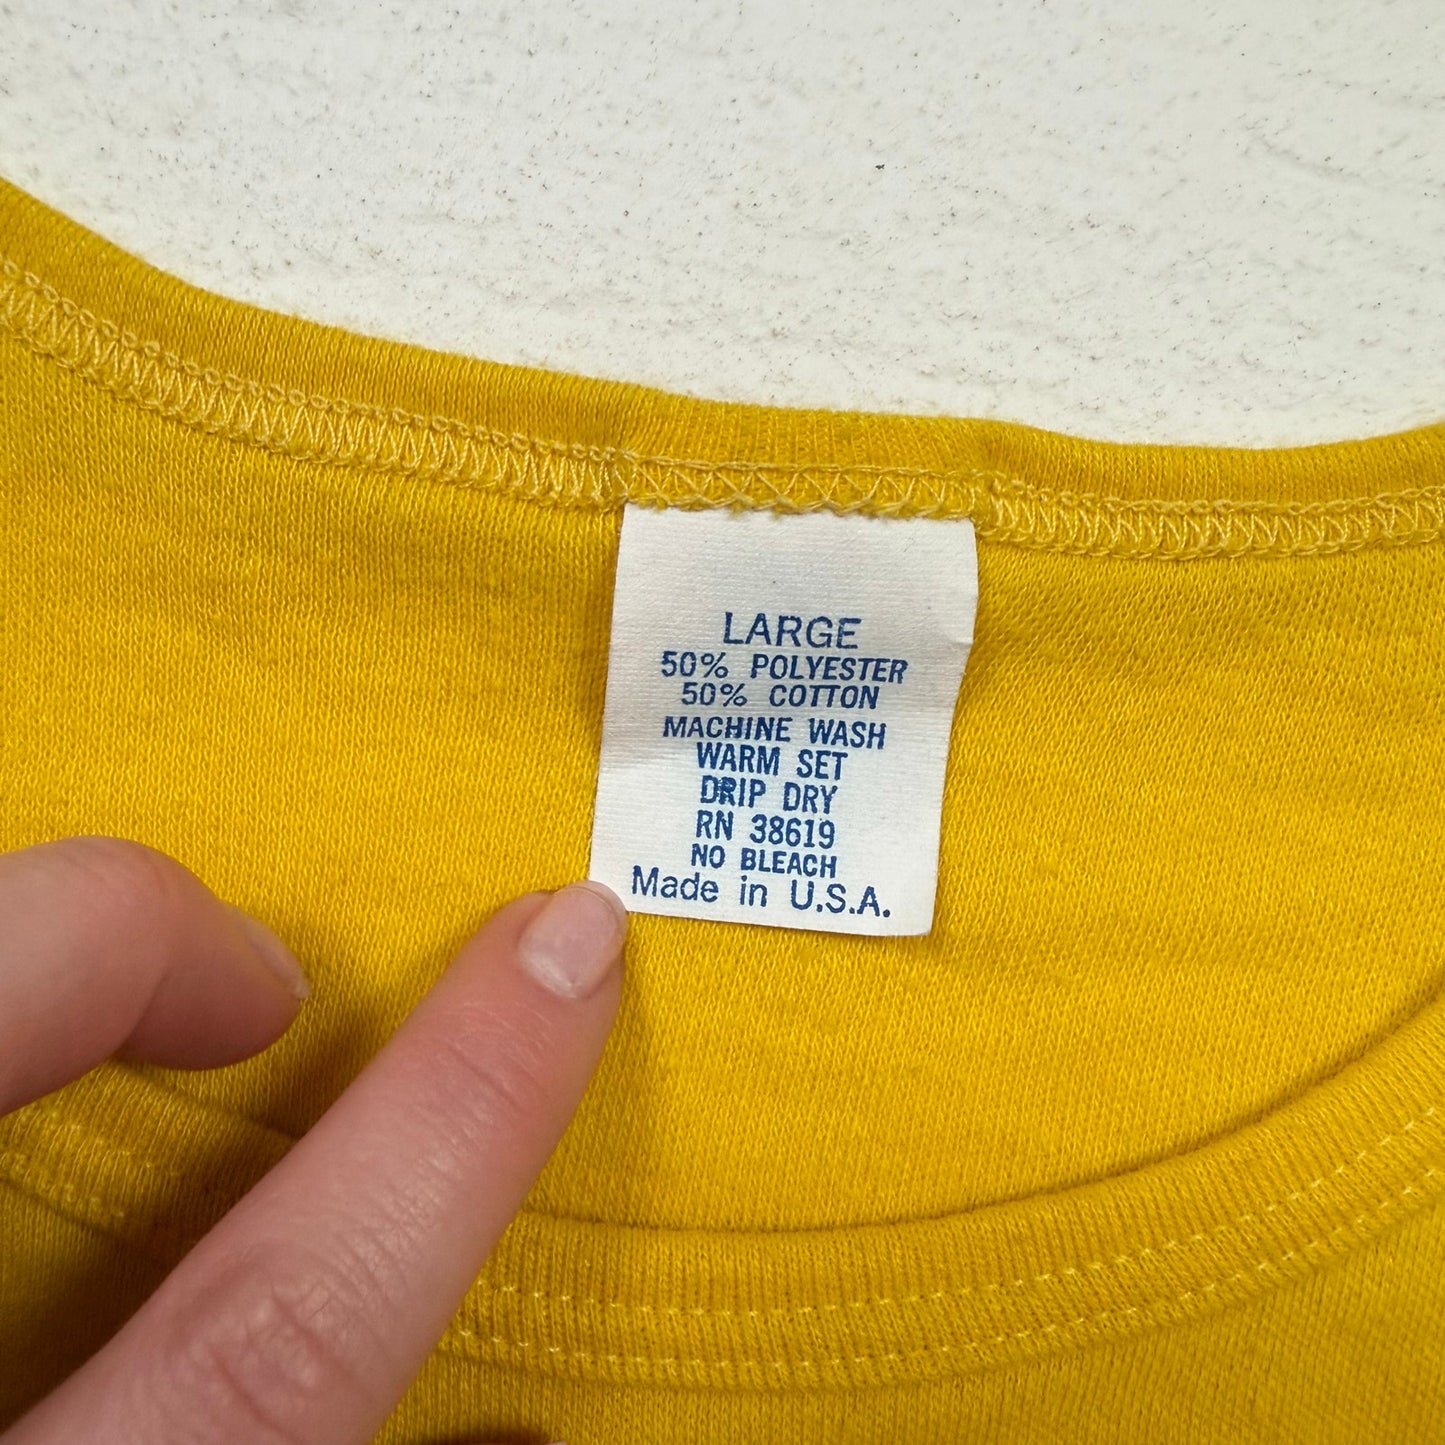 LARGE
50% POLYESTER
50% COTTON
MACHINE WASH
WARM SET
DRIP DRY
RN 38619
NO BLEACH
Made in U.S.A.